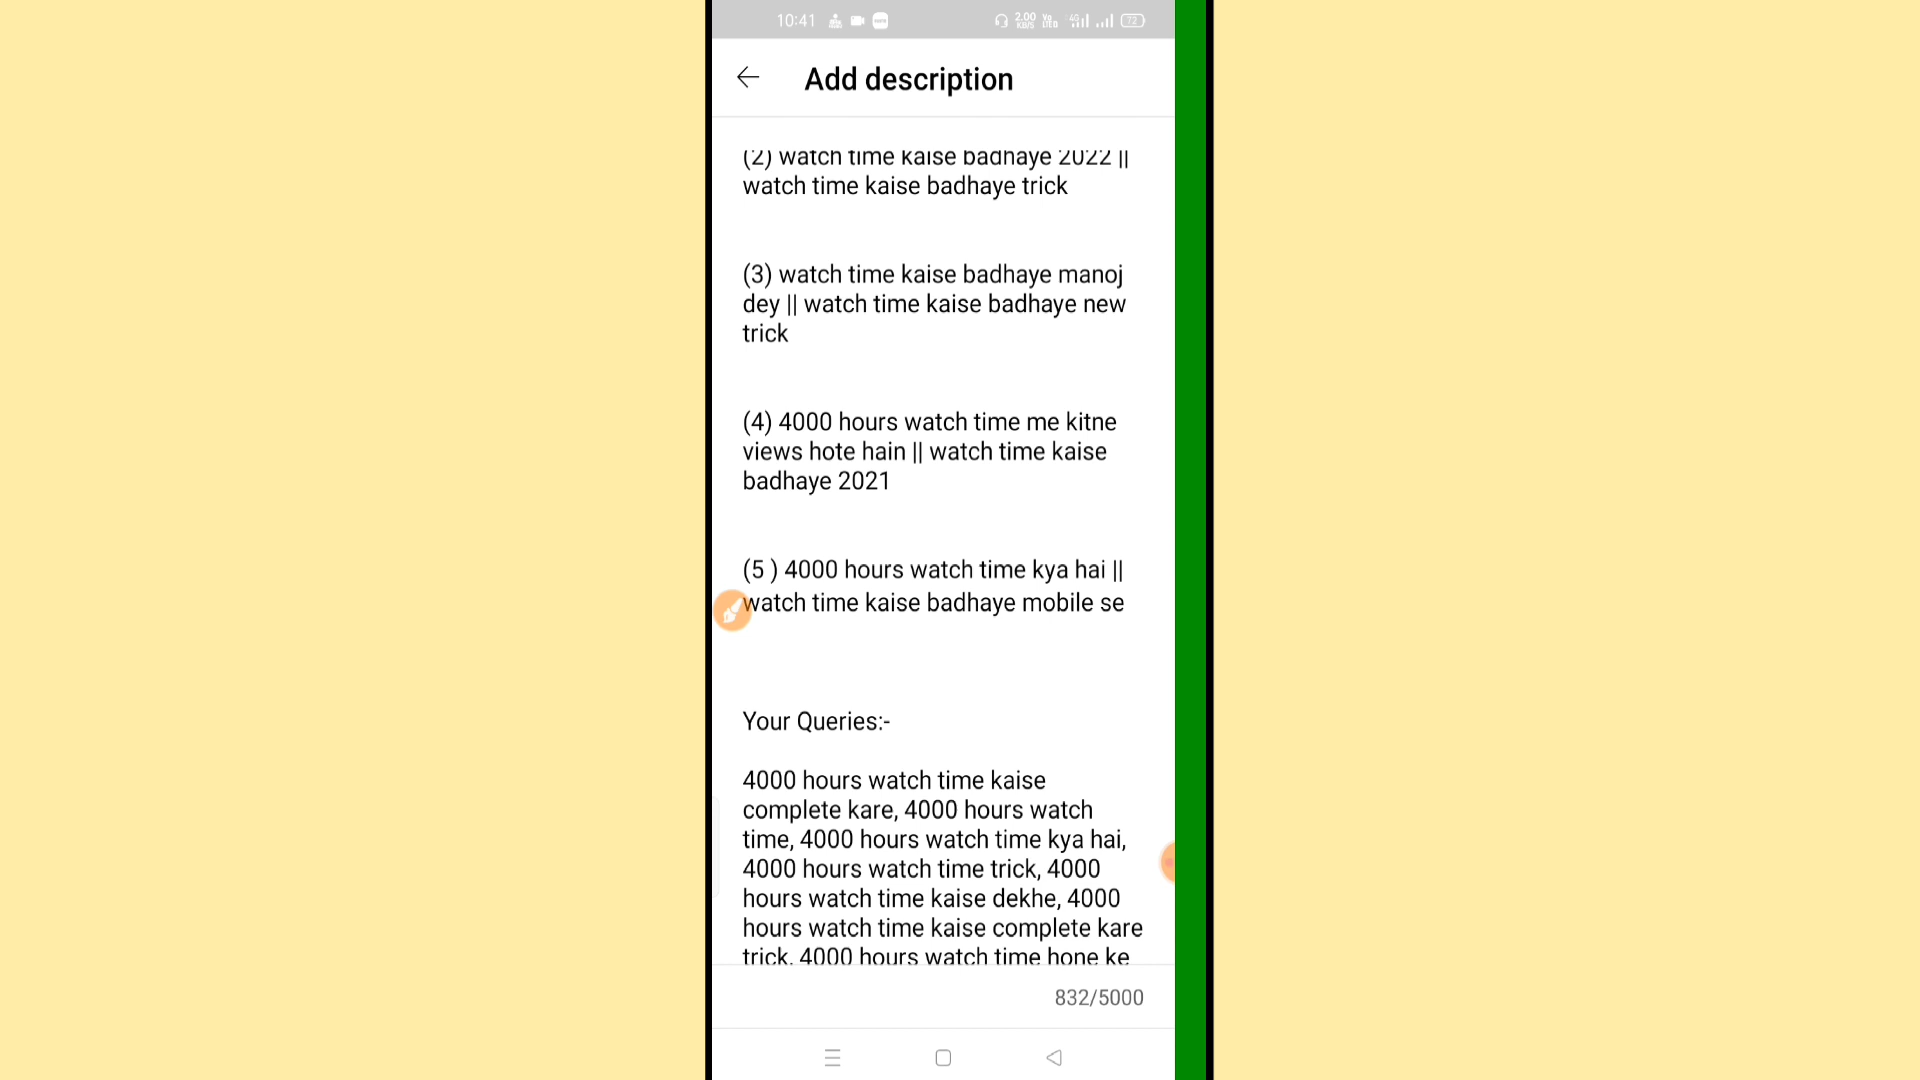 10:41
2.00 KB/S
4G
72
Add description
(2) watch time kaise badhaye 2022 ||
watch time kaise badhaye trick
(3) watch time kaise badhaye manoj
dey || watch time kaise badhaye new
trick
(4) 4000 hours watch time me kitne
views hote hain || watch time kaise
badhaye 2021
(5 ) 4000 hours watch time kya hai ||
watch time kaise badhaye mobile se
Your Queries:-
4000 hours watch time kaise
complete kare, 4000 hours watch
time, 4000 hours watch time kya hai,
4000 hours watch time trick, 4000
hours watch time kaise dekhe, 4000
hours watch time kaise complete kare
trick, 4000 hours watch time hone ke
832/5000